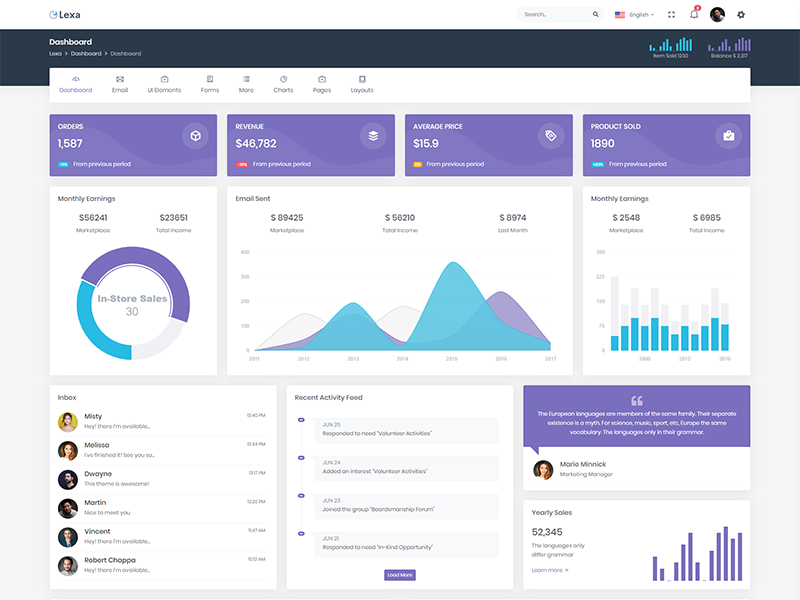 Lexa
Search...
English
Dashboard
Lexa > Dashboard > Dashboard
Item Sold 1230
Balance $ 2,317
Dashboard
Email
UI Elements
Forms
More
Charts
Pages
Layouts
ORDERS
1,587
From previous period
REVENUE
$46,782
From previous period
AVERAGE PRICE
$15.9
From previous period
PRODUCT SOLD
1890
From previous period
Monthly Earnings
$56241
Marketplace
$23651
Total Income
In-Store Sales
30
Email Sent
$ 89425
Marketplace
$ 56210
Total Income
$ 8974
Last Month
400
300
200
100
0
2011
2012
2013
2014
2015
2016
2017
Monthly Earnings
$ 2548
Marketplace
$ 6985
Total Income
300
225
150
75
0
2009
2012
2015
Inbox
Misty
13:40 PM
Hey! there I'm available...
Melissa
13:34 PM
I've finished it! See you so...
Dwayne
13:17 PM
This theme is awesome!
Martin
12:20 PM
Nice to meet you
Vincent
11:47 AM
Hey! there I'm available...
Robert Chappa
10:12 AM
Hey! there I'm available...
Recent Activity Feed
JUN 25
Responded to need "Volunteer Activities"
JUN 24
Added an interest "Volunteer Activities"
JUN 23
Joined the group "Boardsmanship Forum"
JUN 21
Responded to need "In-Kind Opportunity"
Load More
The European languages are members of the same family. Their separate
existence is a myth. For science, music, sport, etc, Europe the same
vocabulary. The languages only in their grammar.
Marie Minnick
Marketing Manager
Yearly Sales
52,345
The languages only
differ grammar
Learn more